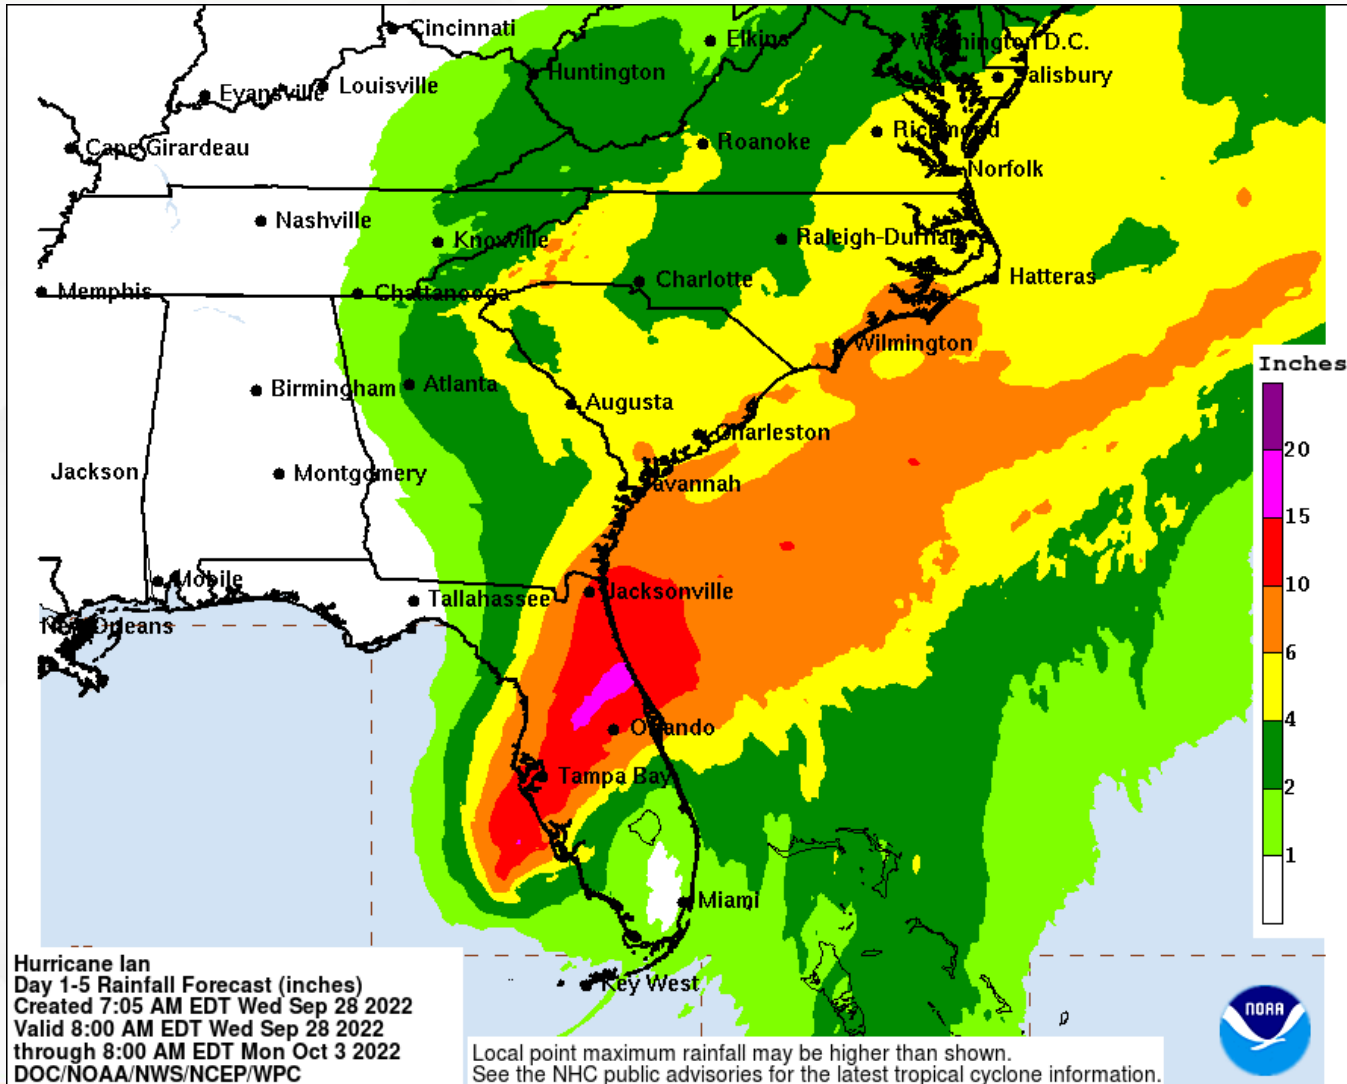 Cincinnati
Elkins
Washington D.C.
Huntington
Salisbury
Evansville
Louisville
Richmond
Cape Girardeau
Roanoke
Norfolk
Nashville
Knoxville
Raleigh-Durham
Memphis
Chattanooga
Charlotte
Hatteras
Wilmington
Inches
Birmingham
Atlanta
Augusta
Charleston
20
Jackson
Montgomery
Savannah
15
Mobile
Tallahassee
Jacksonville
10
New Orleans
6
Orlando
4
Tampa Bay
2
1
Miami
Key West
Hurricane Ian
Day 1-5 Rainfall Forecast (inches)
Created 7:05 AM EDT Wed Sep 28 2022
Valid 8:00 AM EDT Wed Sep 28 2022
through 8:00 AM EDT Mon Oct 3 2022
DOC/NOAA/NWS/NCEP/WPC
Local point maximum rainfall may be higher than shown.
See the NHC public advisories for the latest tropical cyclone information.
NOAA